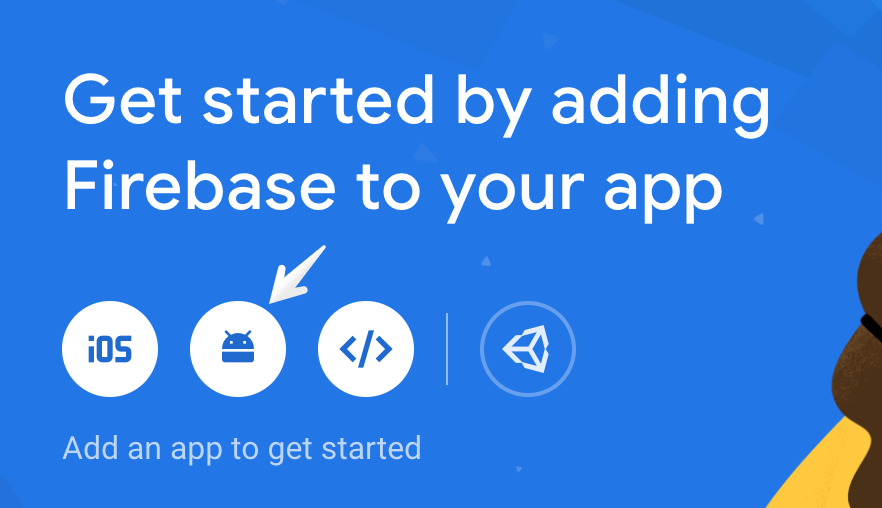 Get started by adding
Firebase to your app
iOS
</>
Add an app to get started